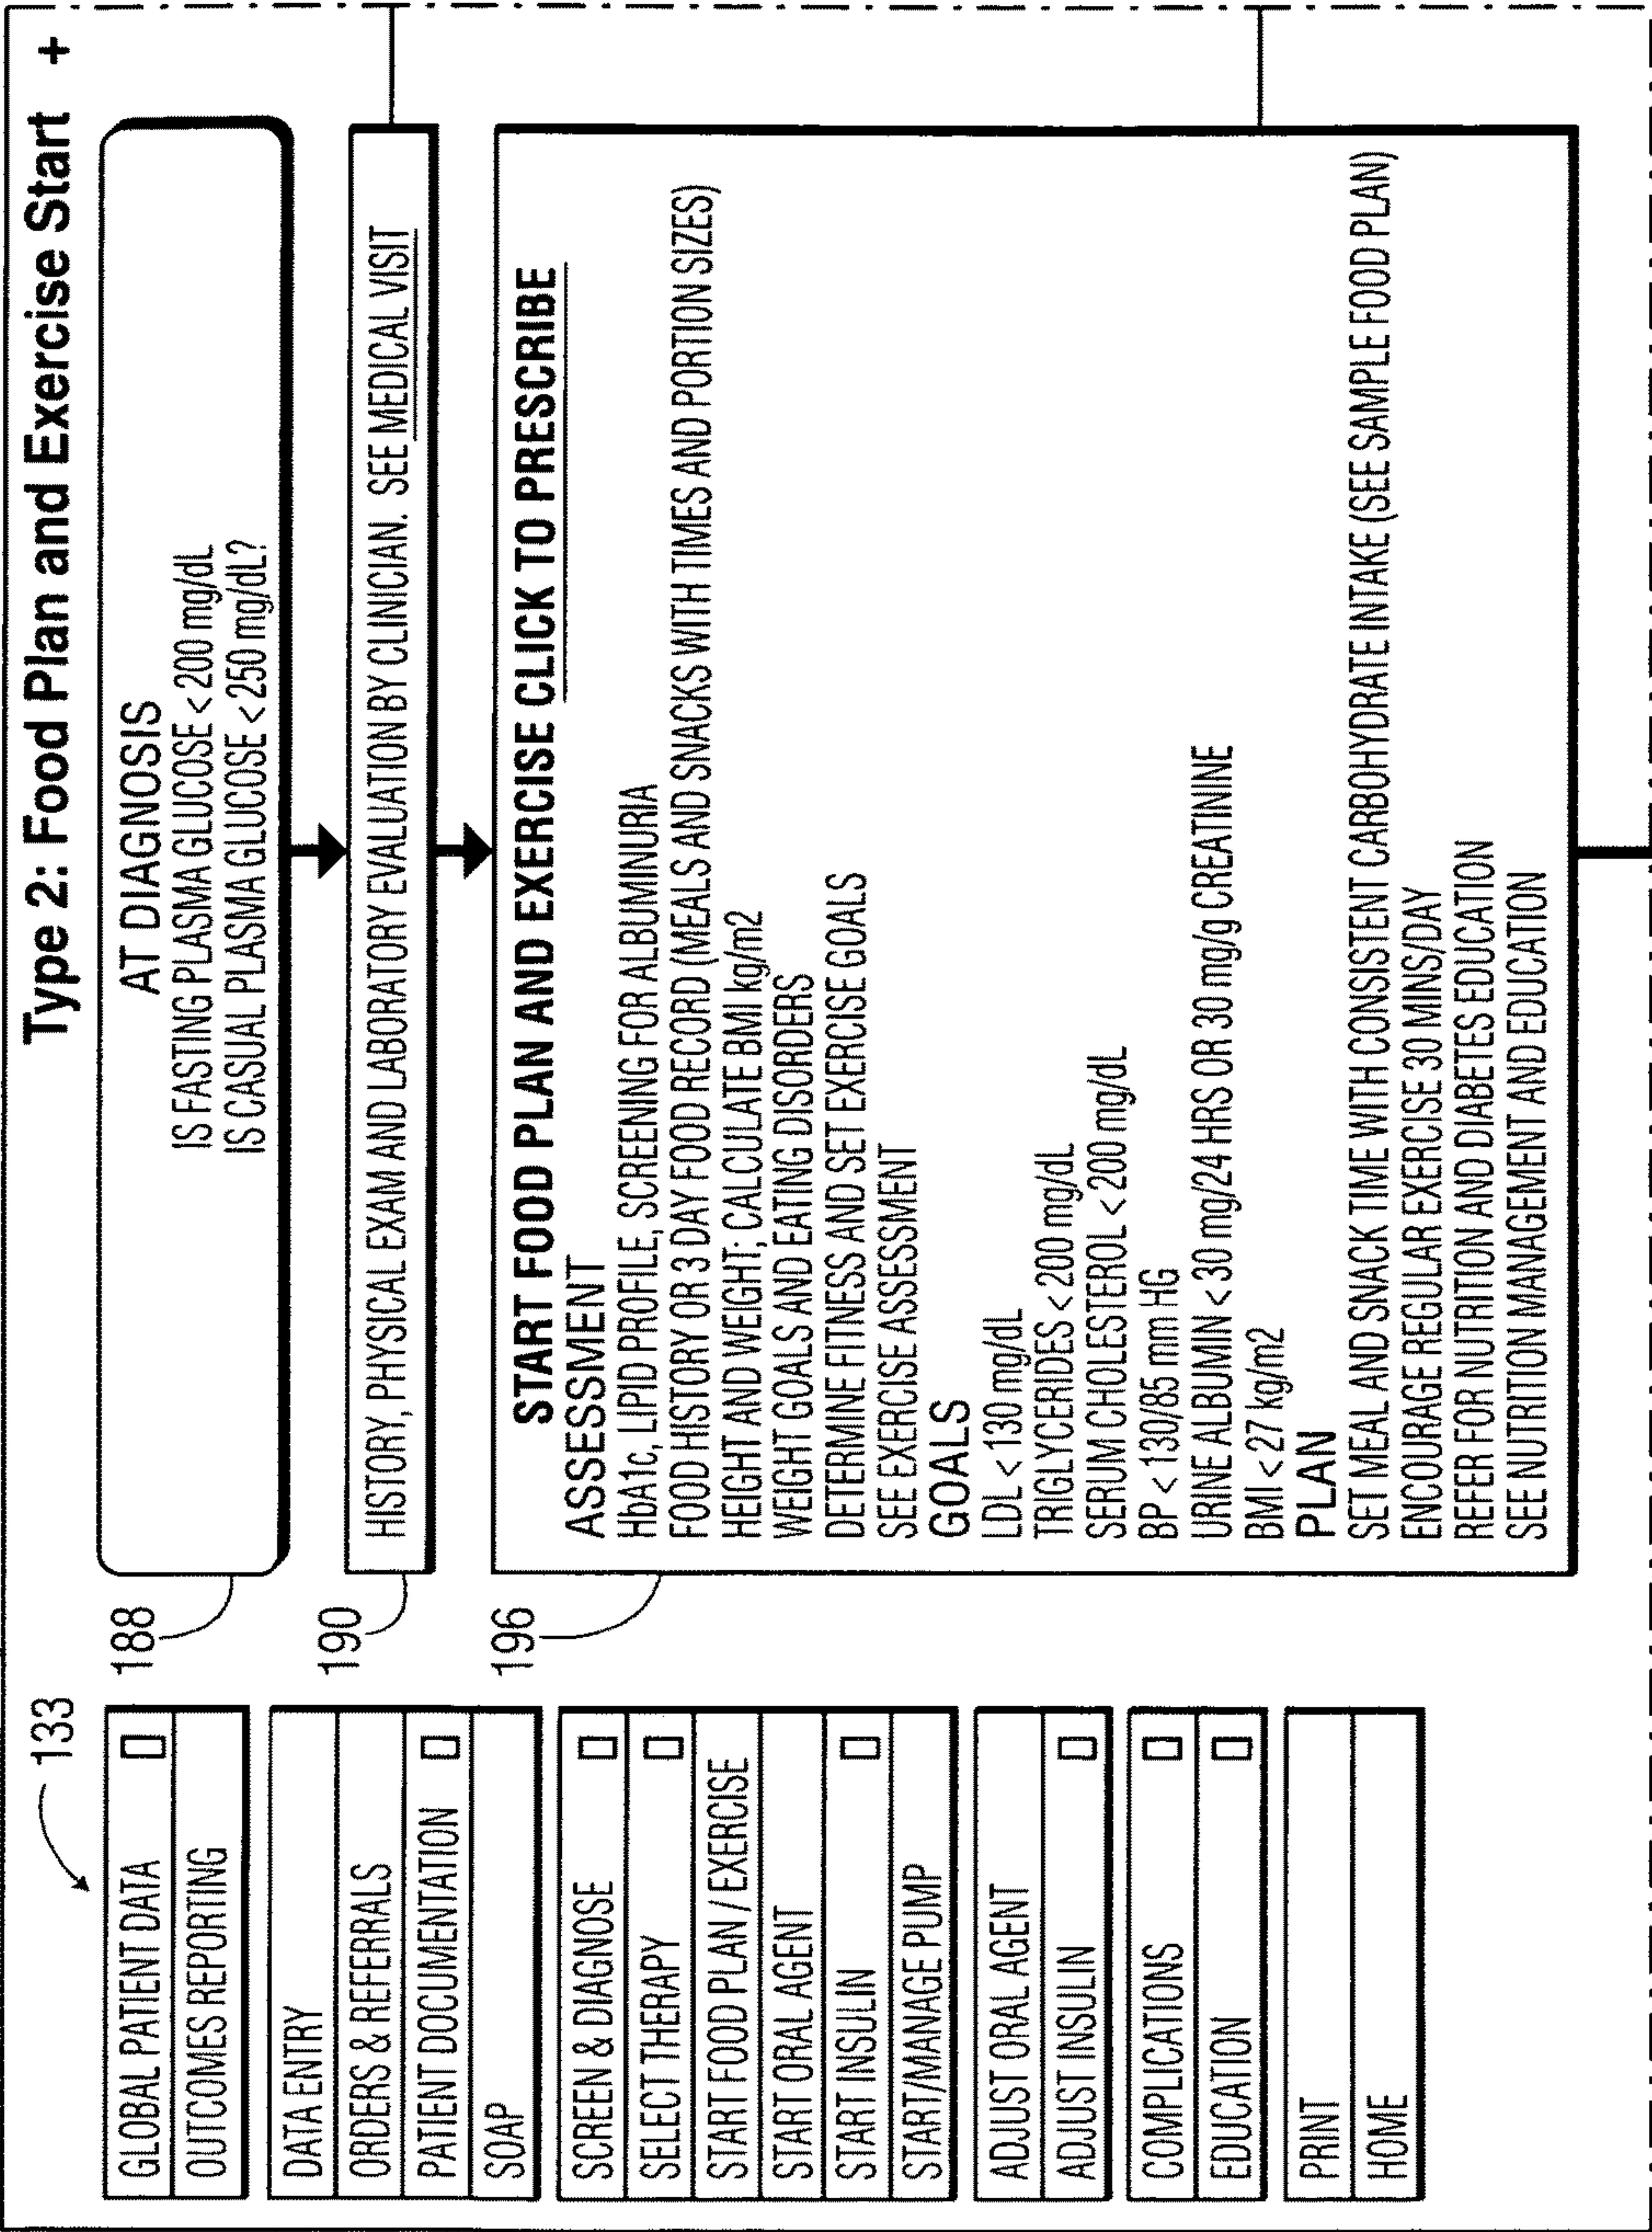 Type 2: Food Plan and Exercise Start +
133
GLOBAL PATIENT DATA
OUTCOMES REPORTING
DATA ENTRY
ORDERS & REFERRALS
PATIENT DOCUMENTATION
SOAP
SCREEN & DIAGNOSE
SELECT THERAPY
START FOOD PLAN / EXERCISE
START ORAL AGENT
START INSULIN
START/MANAGE PUMP
ADJUST ORAL AGENT
ADJUST INSULIN
COMPLICATIONS
EDUCATION
PRINT
HOME
188
AT DIAGNOSIS
IS FASTING PLASMA GLUCOSE < 200 mg/dL
IS CASUAL PLASMA GLUCOSE < 250 mg/dL?
190
HISTORY, PHYSICAL EXAM AND LABORATORY EVALUATION BY CLINICIAN. SEE MEDICAL VISIT
196
START FOOD PLAN AND EXERCISE CLICK TO PRESCRIBE
ASSESSMENT
HbA1c, LIPID PROFILE, SCREENING FOR ALBUMINURIA
FOOD HISTORY OR 3 DAY FOOD RECORD (MEALS AND SNACKS WITH TIMES AND PORTION SIZES)
HEIGHT AND WEIGHT; CALCULATE BMI kg/m2
WEIGHT GOALS AND EATING DISORDERS
DETERMINE FITNESS AND SET EXERCISE GOALS
SEE EXERCISE ASSESSMENT
GOALS
LDL < 130 mg/dL
TRIGLYCERIDES < 200 mg/dL
SERUM CHOLESTEROL < 200 mg/dL
BP < 130/85 mm HG
URINE ALBUMIN < 30 mg/24 HRS OR 30 mg/g CREATININE
BMI < 27 kg/m2
PLAN
SET MEAL AND SNACK TIME WITH CONSISTENT CARBOHYDRATE INTAKE (SEE SAMPLE FOOD PLAN)
ENCOURAGE REGULAR EXERCISE 30 MINS/DAY
REFER FOR NUTRITION AND DIABETES EDUCATION
SEE NUTRITION MANAGEMENT AND EDUCATION